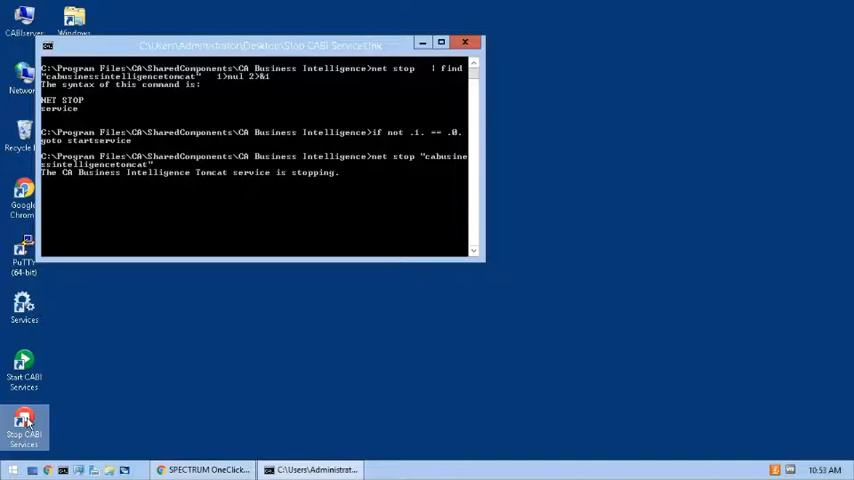 CABIserver
Windows
C:\Users\Administrator\Desktop\Stop CABI Services.lnk
C:\Program Files\CA\SharedComponents\CA Business Intelligence>net stop   | find
"cabusinessintelligencetomcat"   1>nul 2>&1
The syntax of this command is:
NET STOP
service
C:\Program Files\CA\SharedComponents\CA Business Intelligence>if not .1. == .0.
goto startservice
C:\Program Files\CA\SharedComponents\CA Business Intelligence>net stop "cabusine
ssintelligencetomcat"
The CA Business Intelligence Tomcat service is stopping.
Network
Recycle
Google
Chrom
PuTTY
(64-bit)
Services
Start CABI
Services
Stop CABI
Services
SPECTRUM OneClick...
C:\Users\Administrat...
10:53 AM